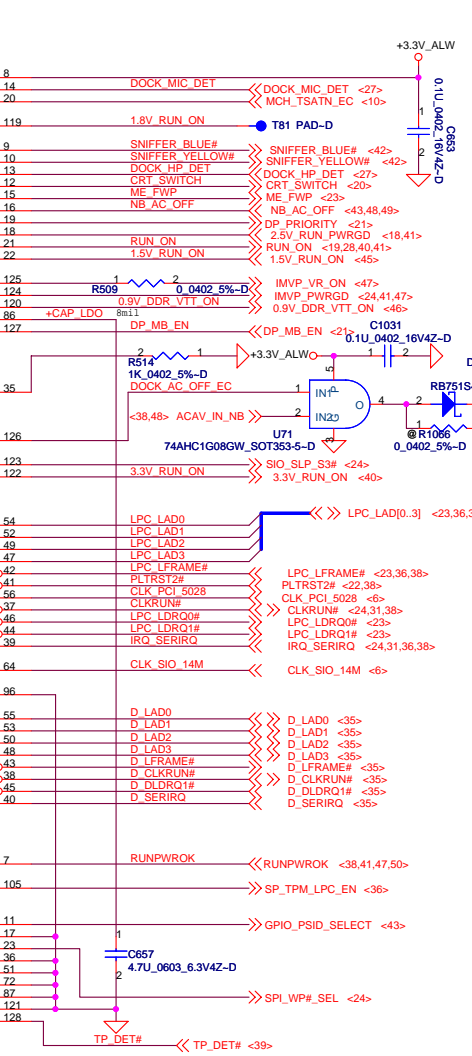 +3.3V_ALW
8
14 DOCK_MIC_DET DOCK_MIC_DET <27>
20 MCH_TSATN_EC <10>
0.1U_0402_16V4Z~D
C653
1
2
119 1.8V_RUN_ON T81 PAD~D
9 SNIFFER_BLUE# SNIFFER_BLUE# <42>
10 SNIFFER_YELLOW# SNIFFER_YELLOW# <42>
13 DOCK_HP_DET DOCK_HP_DET <27>
12 CRT_SWITCH CRT_SWITCH <20>
15 ME_FWP ME_FWP <23>
16 NB_AC_OFF NB_AC_OFF <43,48,49>
19 DP_PRIORITY <21>
18 2.5V_RUN_PWRGD <18,41>
21 RUN_ON RUN_ON <19,28,40,41>
22 1.5V_RUN_ON 1.5V_RUN_ON <45>
125 1 2 IMVP_VR_ON <47>
R509 0_0402_5%~D
124 IMVP_PWRGD <24,41,47>
120 0.9V_DDR_VTT_ON 0.9V_DDR_VTT_ON <46>
86 +CAP_LDO 8mil
127 DP_MB_EN DP_MB_EN <21>
C1031
0.1U_0402_16V4Z~D
1 2
2 1 +3.3V_ALW
R514
1K_0402_5%~D
35
DOCK_AC_OFF_EC 1 IN1 P 5
O 4
<38,48> ACAV_IN_NB 2 IN2 G 3
RB751S4
@R1066
0_0402_5%~D
1 
U71
74AHC1G08GW_SOT353-5~D
126
123 SIO_SLP_S3# <24>
122 3.3V_RUN_ON 3.3V_RUN_ON <40>
LPC_LAD[0..3] <23,36,3
54 LPC_LAD0
52 LPC_LAD1
49 LPC_LAD2
47 LPC_LAD3
42 LPC_LFRAME# LPC_LFRAME# <23,36,38>
41 PLTRST2# PLTRST2# <22,38>
56 CLK_PCI_5028 CLK_PCI_5028 <6>
37 CLKRUN# CLKRUN# <24,31,38>
46 LPC_LDRQ0# LPC_LDRQ0# <23>
44 LPC_LDRQ1# LPC_LDRQ1# <23>
39 IRQ_SERIRQ IRQ_SERIRQ <24,31,36,38>
64 CLK_SIO_14M CLK_SIO_14M <6>
96
55 D_LAD0 D_LAD0 <35>
53 D_LAD1 D_LAD1 <35>
50 D_LAD2 D_LAD2 <35>
48 D_LAD3 D_LAD3 <35>
43 D_LFRAME# D_LFRAME# <35>
38 D_CLKRUN# D_CLKRUN# <35>
45 D_DLDRQ1# D_DLDRQ1# <35>
40 D_SERIRQ D_SERIRQ <35>
7 RUNPWROK RUNPWROK <38,41,47,50>
105 SP_TPM_LPC_EN <36>
11 GPIO_PSID_SELECT <43>
17
23
36
51
72
87
121
1
C657
4.7U_0603_6.3V4Z~D
2
SPI_WP#_SEL <24>
128 TP_DET# TP_DET# <39>